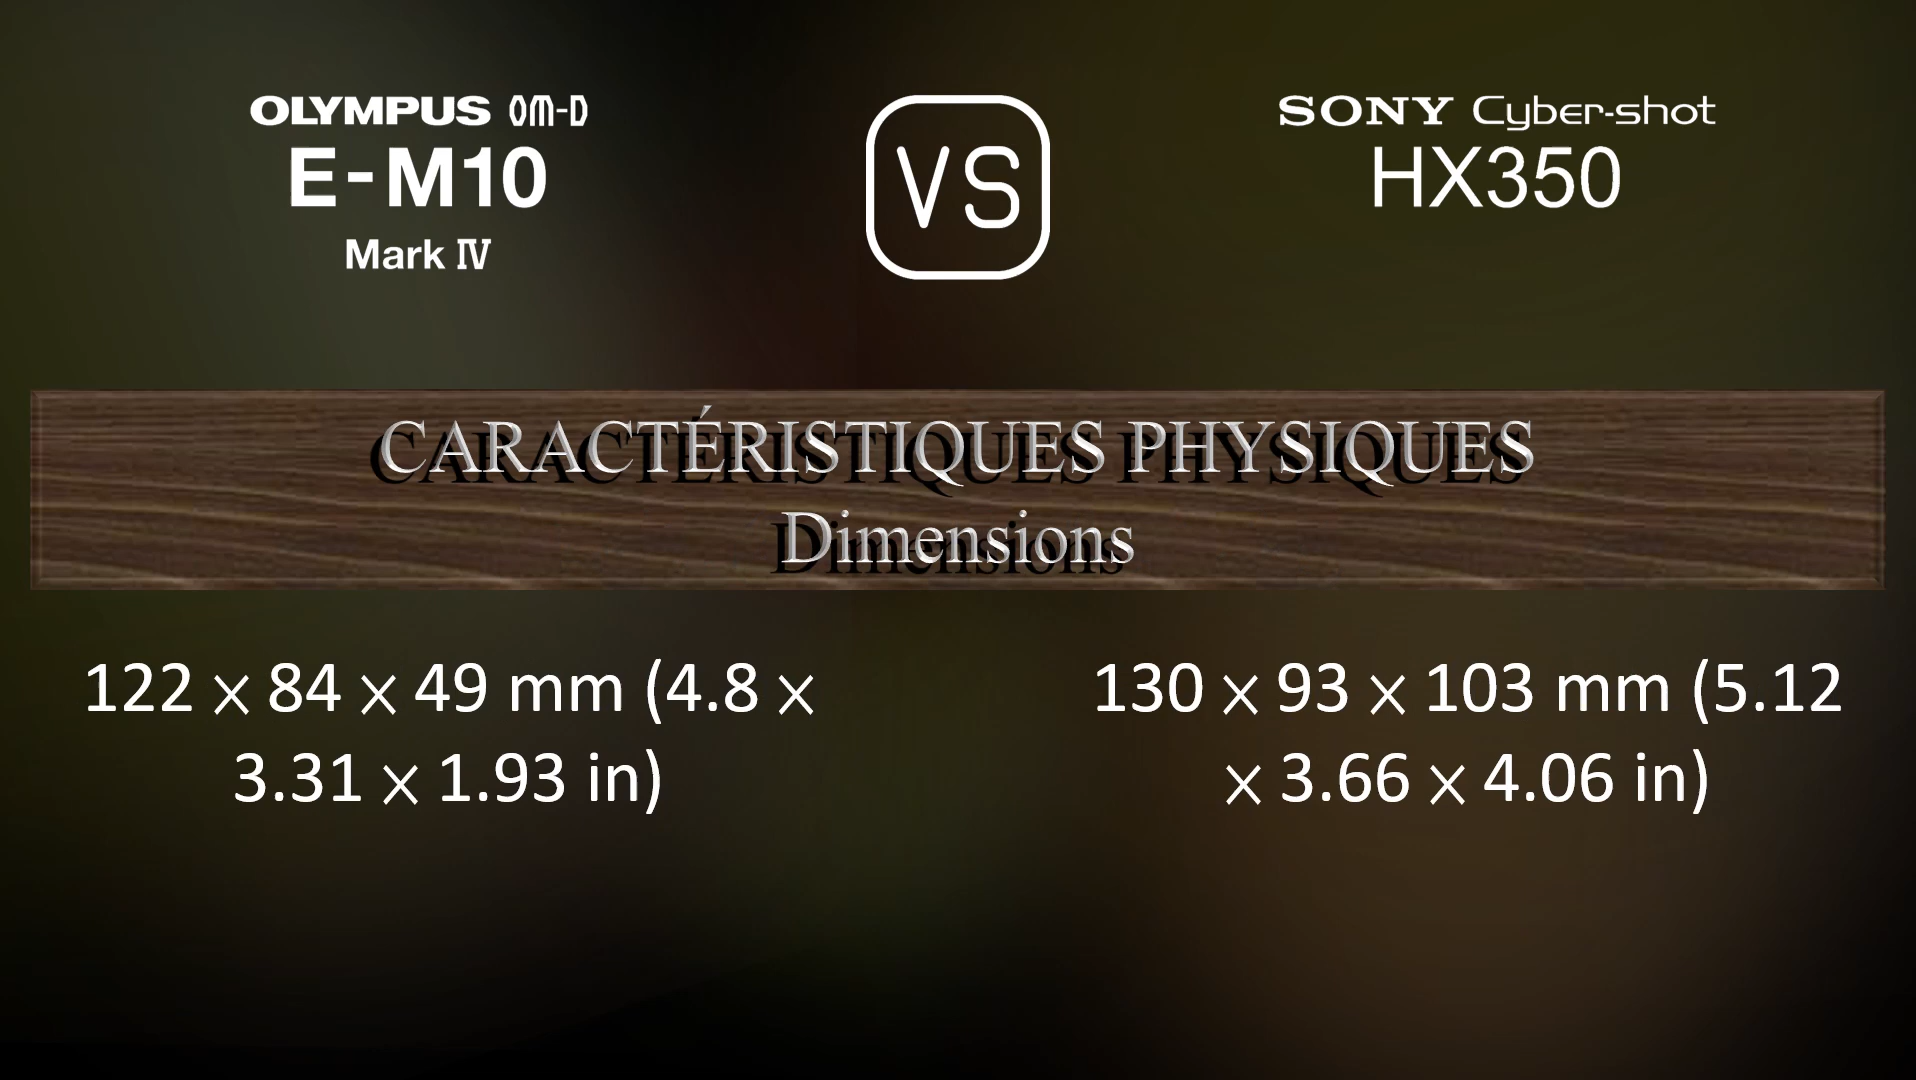 OLYMPUS OM-D
E-M10
Mark IV
VS
SONY Cyber-shot
HX350
CARACTÉRISTIQUES PHYSIQUES
Dimensions
122 x 84 x 49 mm (4.8 x
3.31 x 1.93 in)
130 x 93 x 103 mm (5.12
x 3.66 x 4.06 in)